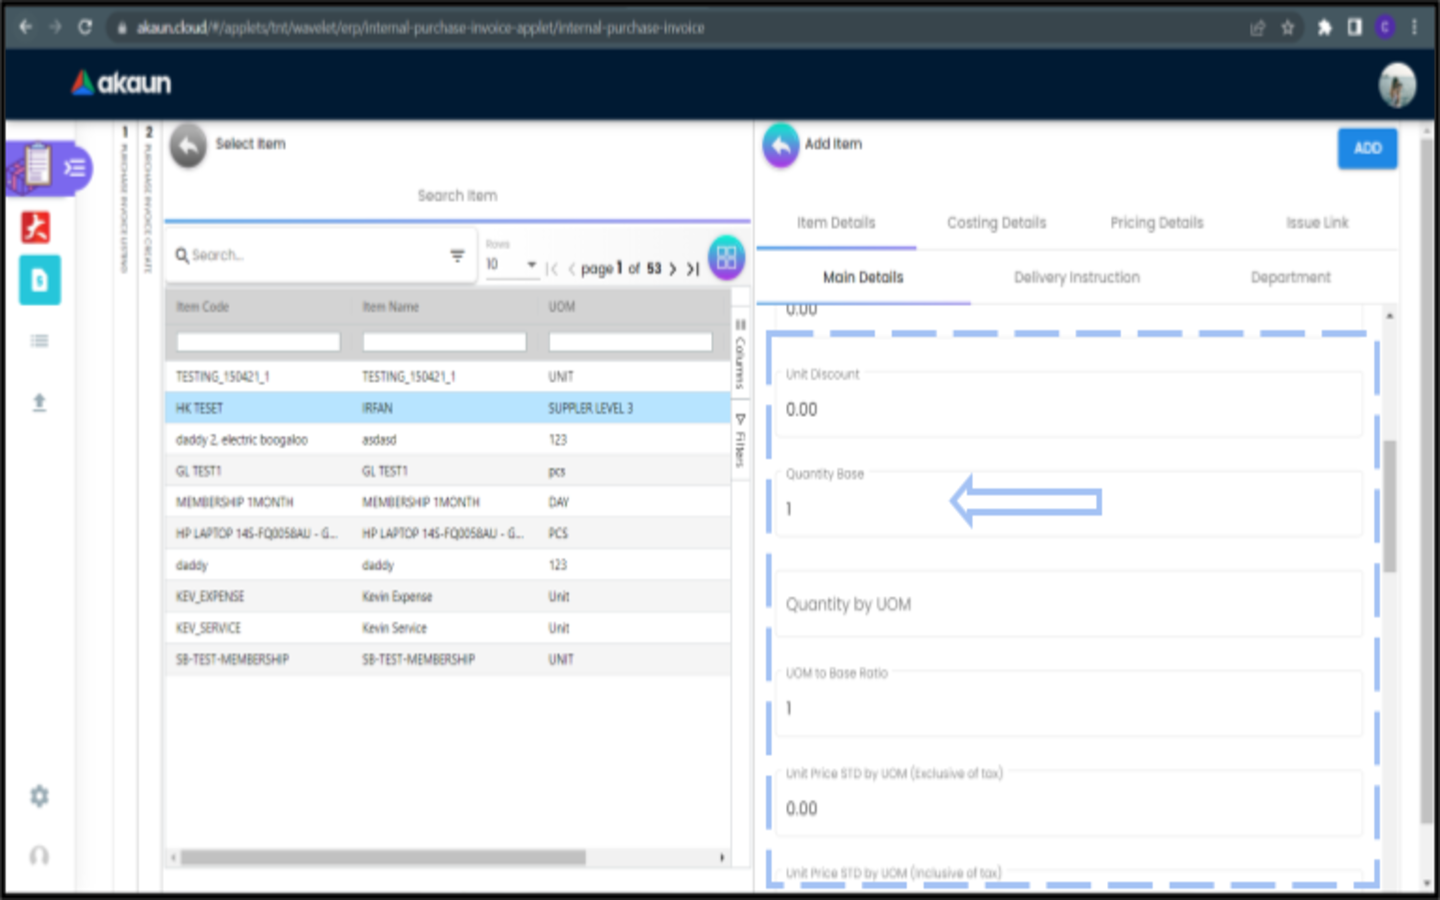 akaun.cloud/#/applets/tnt/wavelet/erp/internal-purchase-invoice-applet/internal-purchase-invoice
C
akaun
1 PURCHASE INVOICE LISTING
2 PURCHASE INVOICE CREATE
Select Item
Search Item
Search...
Rows
10
page 1 of 53
Item Code Item Name UOM
TESTING_150421_1 TESTING_150421_1 UNIT
HK TESET IRFAN SUPPLER LEVEL 3
daddy 2, electric boogaloo asdasd 123
GL TEST1 GL TEST1 pcs
MEMBERSHIP 1MONTH MEMBERSHIP 1MONTH DAY
HP LAPTOP 14S-FQ0058AU - G... HP LAPTOP 14S-FQ0058AU - G... PCS
daddy daddy 123
KEV_EXPENSE Kevin Expense Unit
KEV_SERVICE Kevin Service Unit
SB-TEST-MEMBERSHIP SB-TEST-MEMBERSHIP UNIT
Columns
Filters
Add Item
ADD
Item Details Costing Details Pricing Details Issue Link
Main Details Delivery Instruction Department
0.00
Unit Discount
0.00
Quantity Base
1
Quantity by UOM
UOM to Base Ratio
1
Unit Price STD by UOM (Exclusive of tax)
0.00
Unit Price STD by UOM (Inclusive of tax)